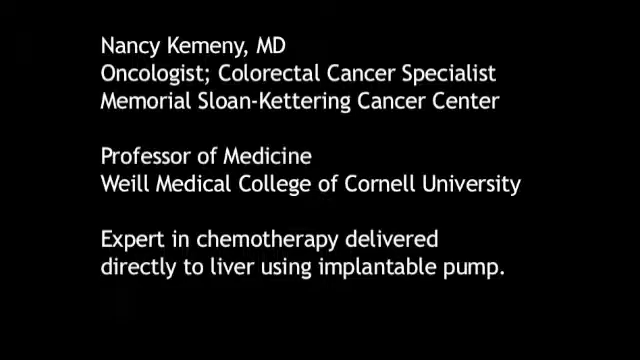 Nancy Kemeny, MD
Oncologist; Colorectal Cancer Specialist
Memorial Sloan-Kettering Cancer Center
Professor of Medicine
Weill Medical College of Cornell University
Expert in chemotherapy delivered
directly to liver using implantable pump.